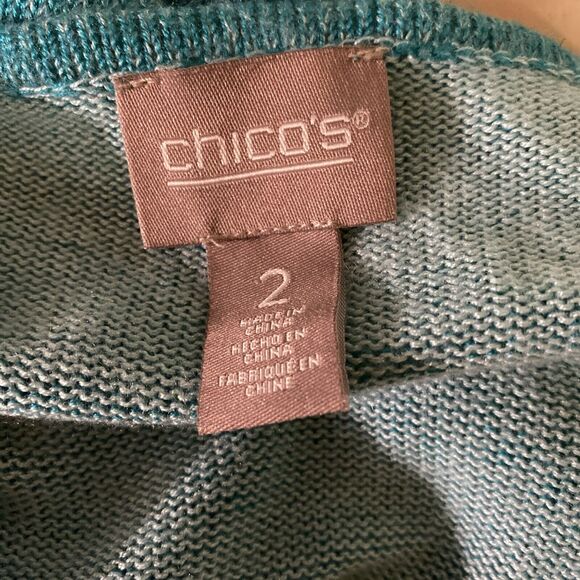 chico's®
2
MADE IN
CHINA
HECHO EN
CHINA
FABRIQUÉ EN
CHINE